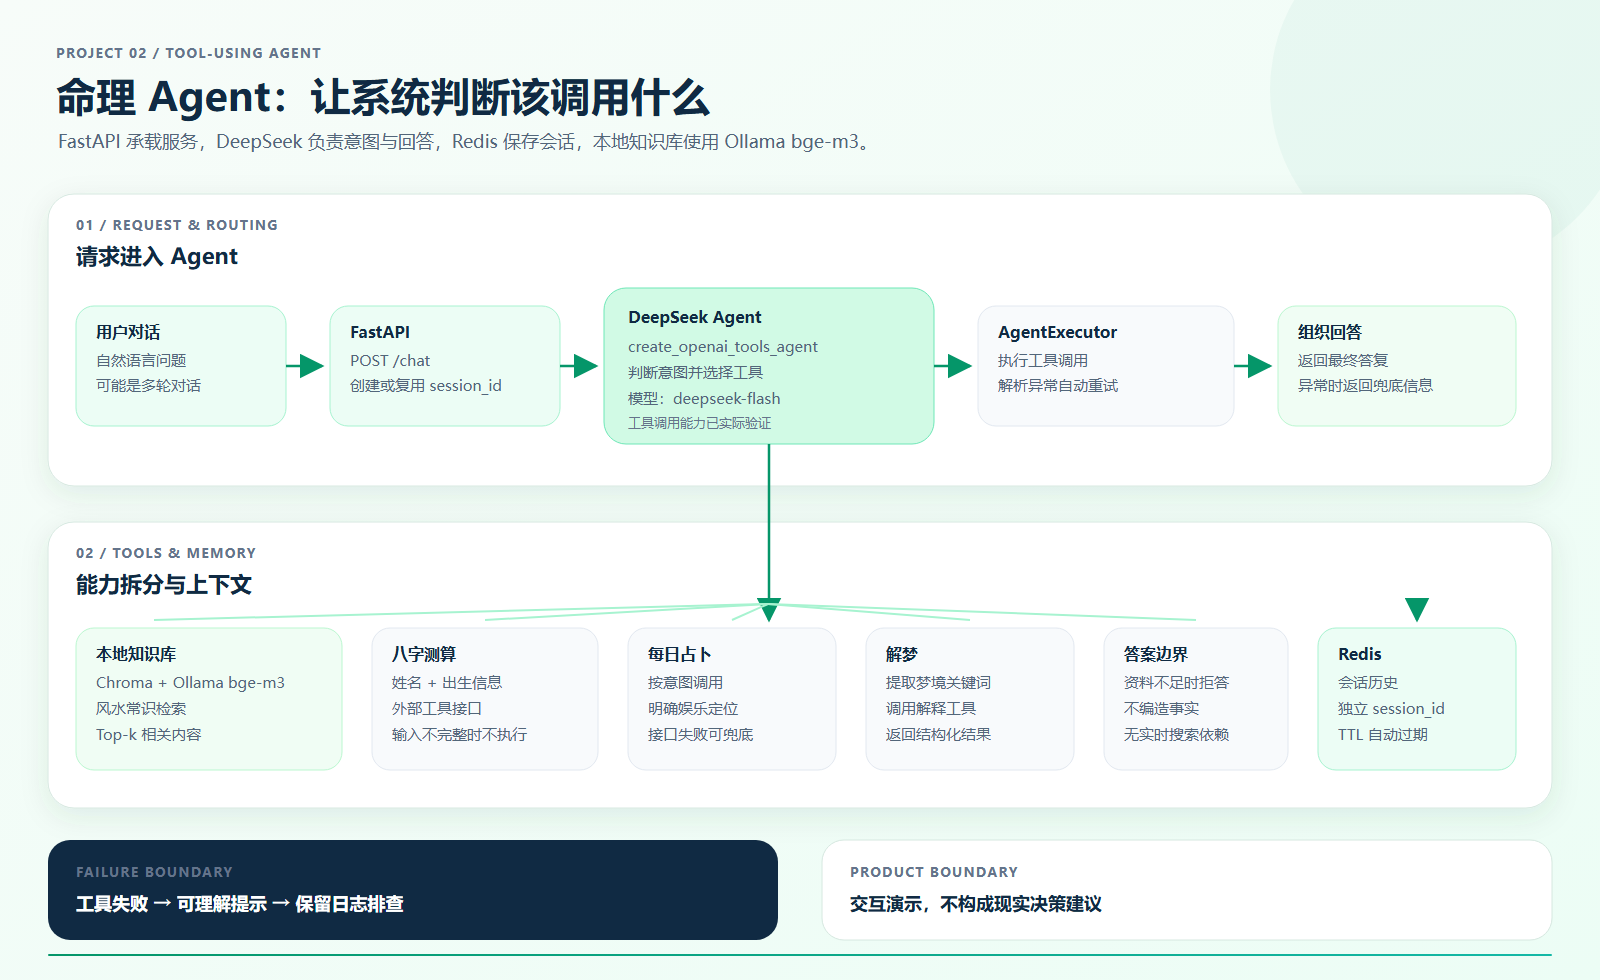 PROJECT 02 / TOOL-USING AGENT
命理 Agent：让系统判断该调用什么
FastAPI 承载服务，DeepSeek 负责意图与回答，Redis 保存会话，本地知识库使用 Ollama bge-m3。
01 / REQUEST & ROUTING
请求进入 Agent
用户对话
自然语言问题
可能是多轮对话
FastAPI
POST /chat
创建或复用 session_id
DeepSeek Agent
create_openai_tools_agent
判断意图并选择工具
模型：deepseek-flash
工具调用能力已实际验证
AgentExecutor
执行工具调用
解析异常自动重试
组织回答
返回最终答复
异常时返回兜底信息
02 / TOOLS & MEMORY
能力拆分与上下文
本地知识库
Chroma + Ollama bge-m3
风水常识检索
Top-k 相关内容
八字测算
姓名 + 出生信息
外部工具接口
输入不完整时不执行
每日占卜
按意图调用
明确娱乐定位
接口失败可兜底
解梦
提取梦境关键词
调用解释工具
返回结构化结果
答案边界
资料不足时拒答
不编造事实
无实时搜索依赖
Redis
会话历史
独立 session_id
TTL 自动过期
FAILURE BOUNDARY
工具失败 → 可理解提示 → 保留日志排查
PRODUCT BOUNDARY
交互演示，不构成现实决策建议